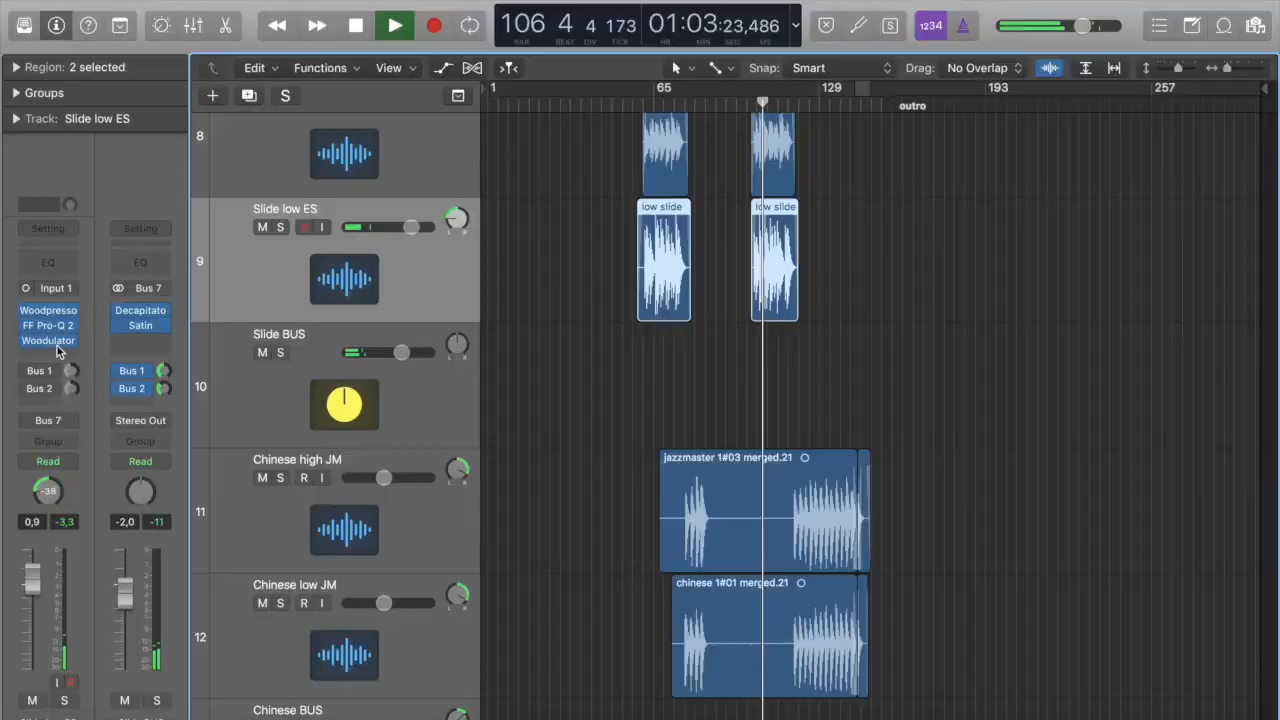 106 4 4 173 01:03:23,486
BAR BEAT DIV TICK HR MIN SEC MS
S
1234
Region: 2 selected
Edit Functions View Snap: Smart Drag: No Overlap
Groups
1 65 129 193 257
S
outro
Track: Slide low ES
8
Slide low ES
low slide low slide
M S R I
L R
9
Setting Setting
EQ EQ
Input 1 Bus 7
Woodpresso Decapitato
FF Pro-Q 2 Satin
Woodulator
Slide BUS
M S
L R
10
Bus 1 Bus 1
Bus 2 Bus 2
Bus 7 Stereo Out
Group Group
Read Read
-38
0,9 -3,3 -2,0 -11
Chinese high JM
jazzmaster 1#03 merged.21
M S R I
L R
11
Chinese low JM
chinese 1#01 merged.21
M S R I
L R
12
I R
M S M S
Chinese BUS